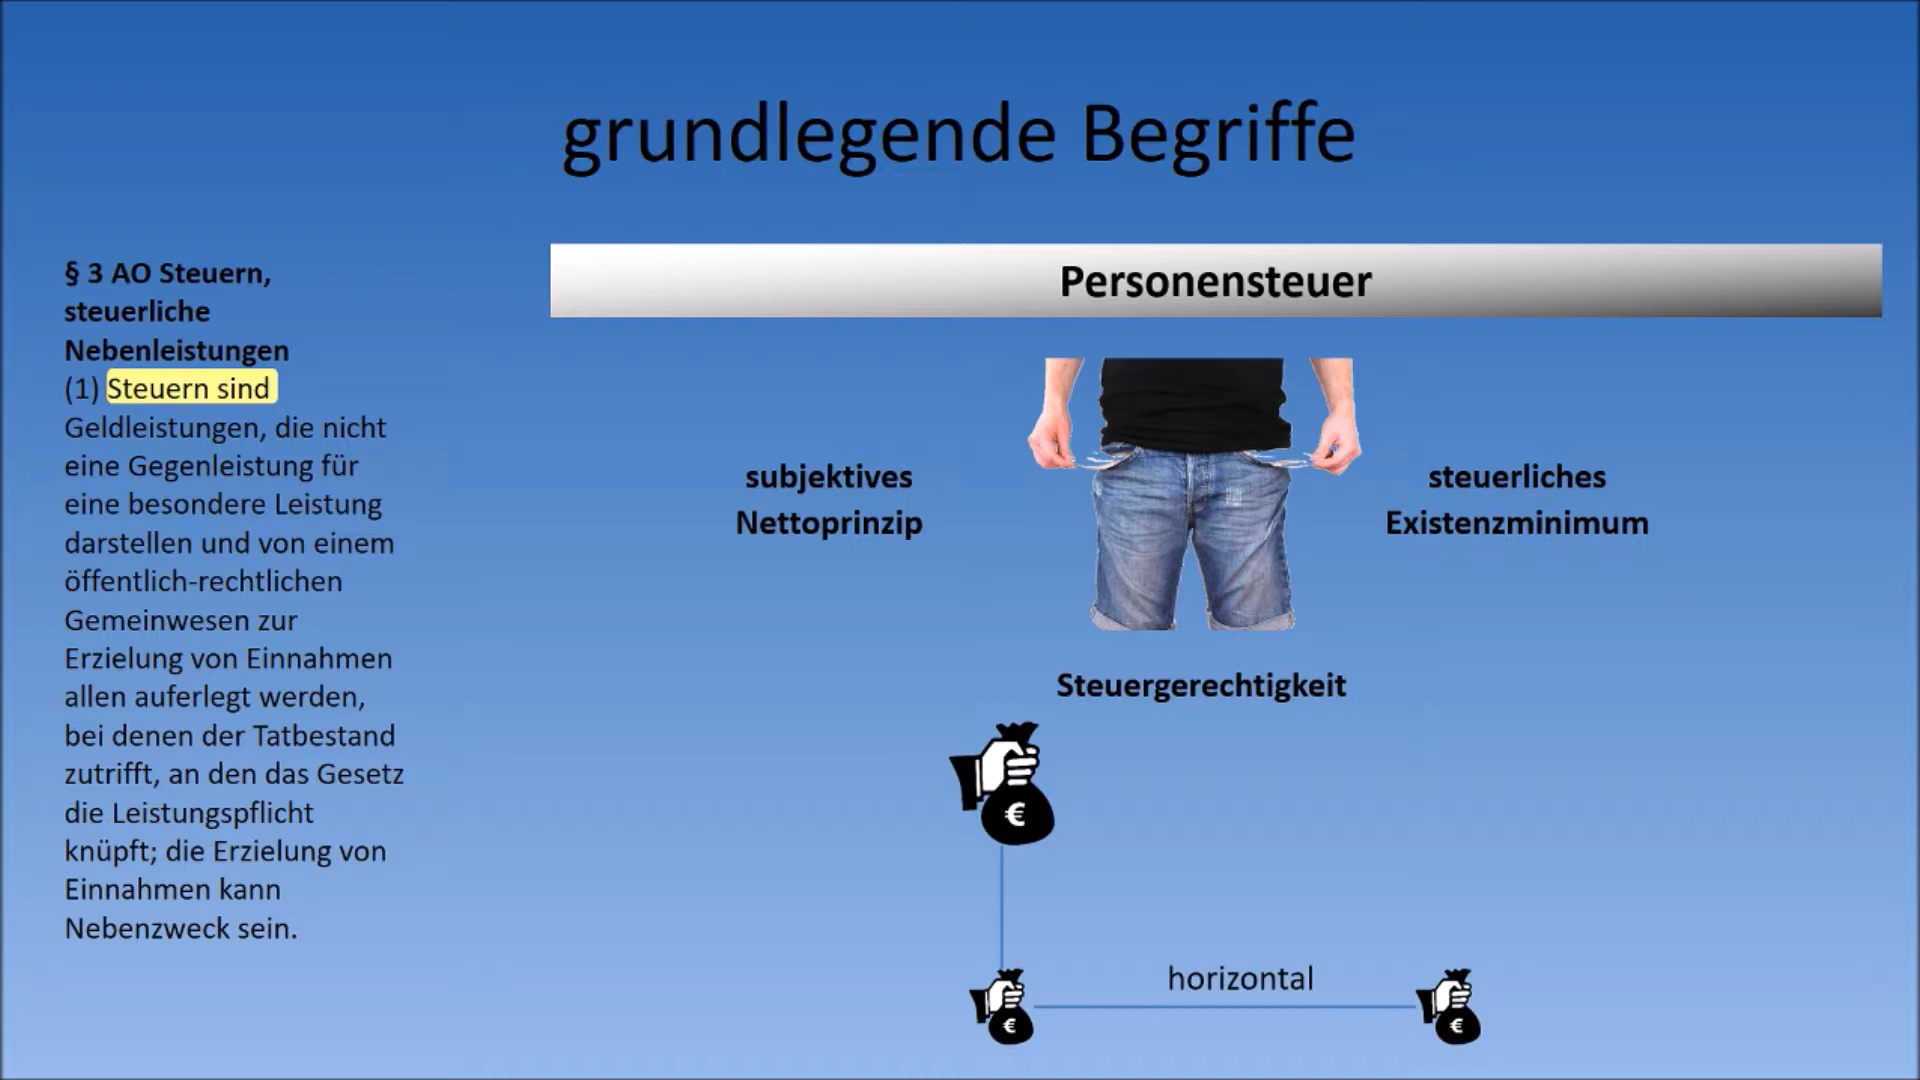 grundlegende Begriffe
§ 3 AO Steuern,
steuerliche
Nebenleistungen
(1) Steuern sind
Geldleistungen, die nicht
eine Gegenleistung für
eine besondere Leistung
darstellen und von einem
öffentlich-rechtlichen
Gemeinwesen zur
Erzielung von Einnahmen
allen auferlegt werden,
bei denen der Tatbestand
zutrifft, an den das Gesetz
die Leistungspflicht
knüpft; die Erzielung von
Einnahmen kann
Nebenzweck sein.
Personensteuer
subjektives
Nettoprinzip
steuerliches
Existenzminimum
Steuergerechtigkeit
€
horizontal
€
€